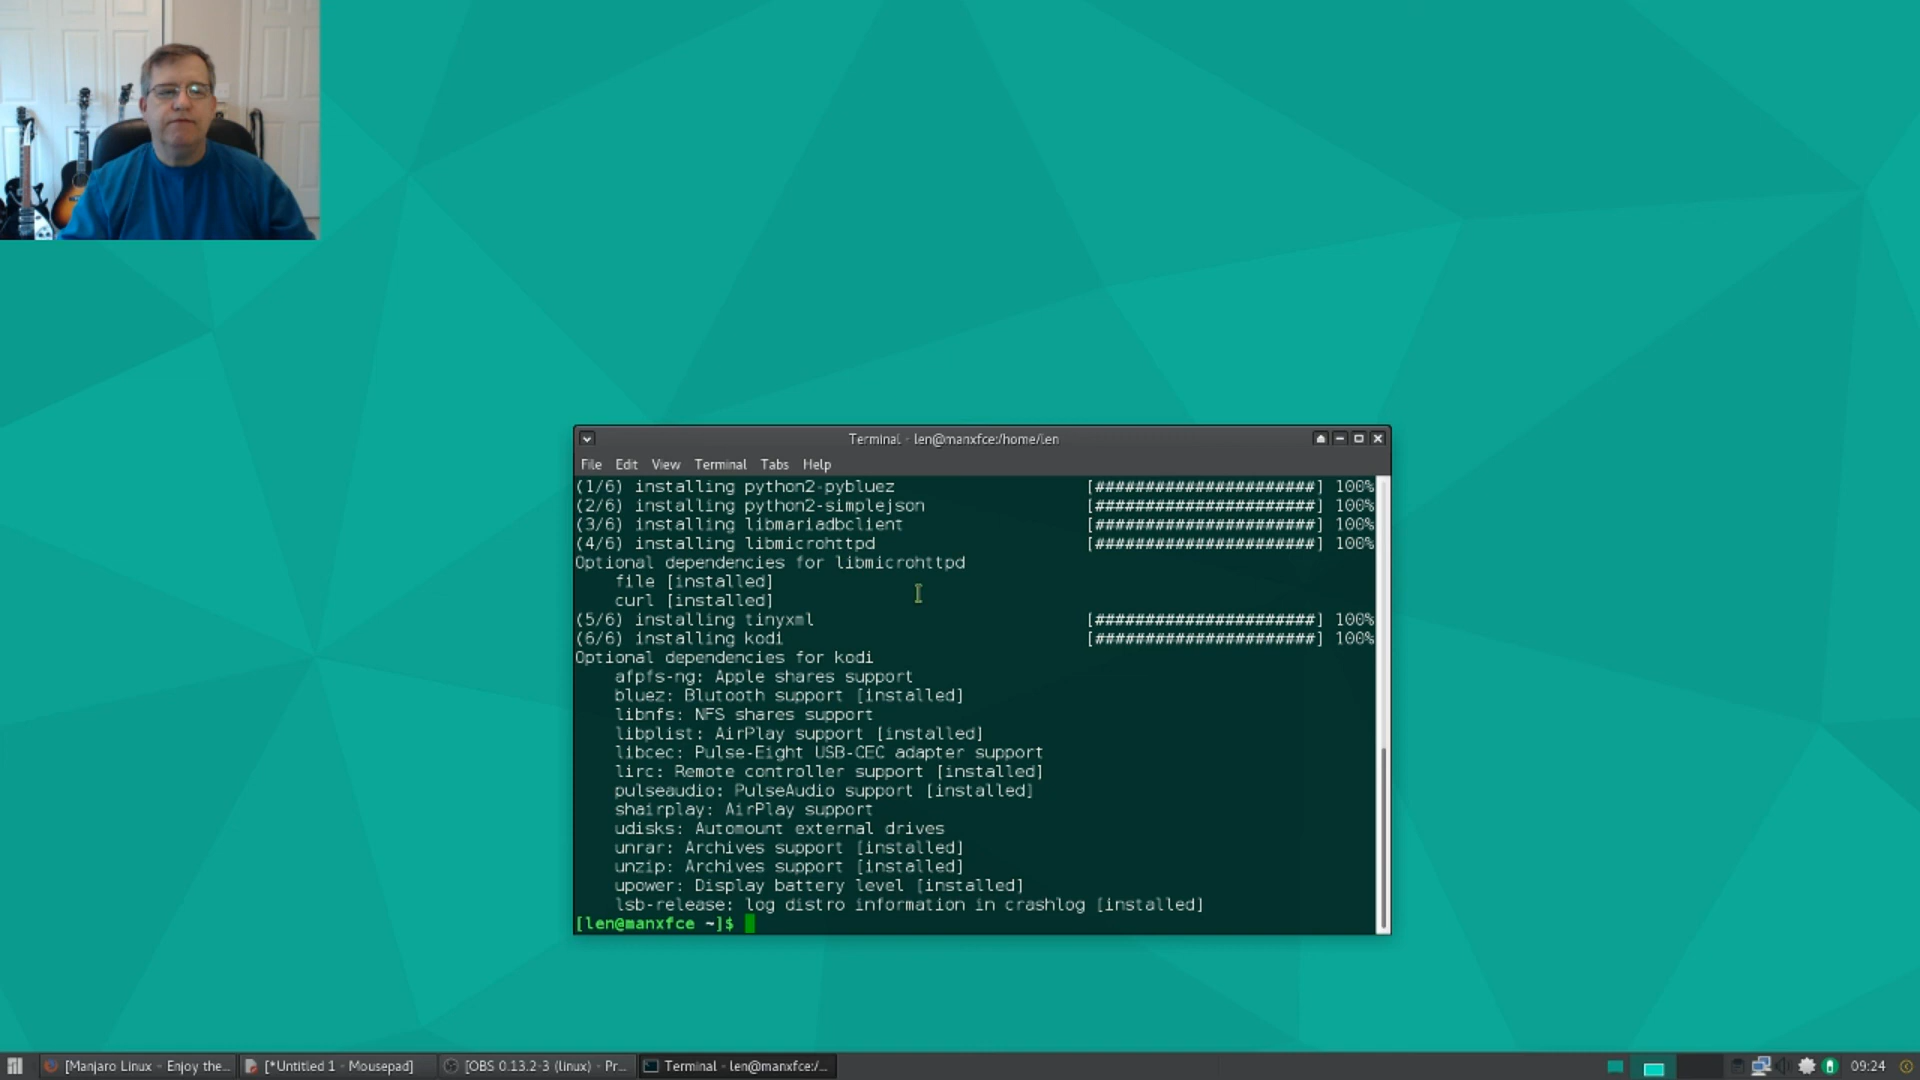 Terminal - len@manxfce:/home/len
File Edit View Terminal Tabs Help
(1/6) installing python2-pybluez [######################] 100%
(2/6) installing python2-simplejson [######################] 100%
(3/6) installing libmariadbclient [######################] 100%
(4/6) installing libmicrohttpd [######################] 100%
Optional dependencies for libmicrohttpd
file [installed]
curl [installed]
(5/6) installing tinyxml [######################] 100%
(6/6) installing kodi [######################] 100%
Optional dependencies for kodi
afpfs-ng: Apple shares support
bluez: Blutooth support [installed]
libnfs: NFS shares support
libplist: AirPlay support [installed]
libcec: Pulse-Eight USB-CEC adapter support
lirc: Remote controller support [installed]
pulseaudio: PulseAudio support [installed]
shairplay: AirPlay support
udisks: Automount external drives
unrar: Archives support [installed]
unzip: Archives support [installed]
upower: Display battery level [installed]
lsb-release: log distro information in crashlog [installed]
[len@manxfce ~]$
[Manjaro Linux - Enjoy the... [*Untitled 1 - Mousepad] [OBS 0.13.2-3 (linux) - Pr... Terminal - len@manxfce:/... 09:24